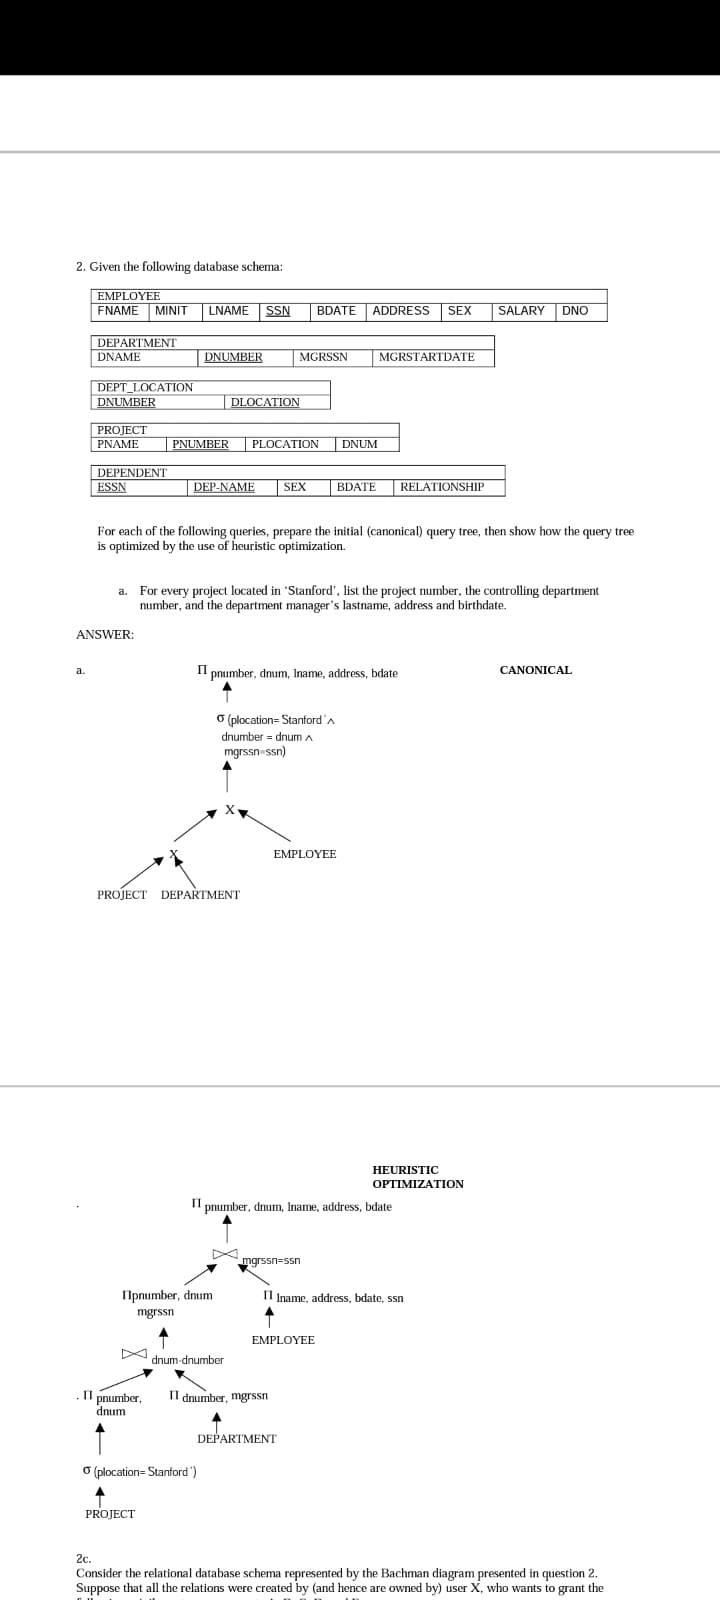 2. Given the following database schema:
EMPLOYEE
FNAME MINIT LNAME SSN BDATE ADDRESS SEX SALARY DNO
DEPARTMENT
DNAME DNUMBER MGRSSN MGRSTARTDATE
DEPT_LOCATION
DNUMBER DLOCATION
PROJECT
PNAME PNUMBER PLOCATION DNUM
DEPENDENT
ESSN DEP-NAME SEX BDATE RELATIONSHIP
For each of the following queries, prepare the initial (canonical) query tree, then show how the query tree
is optimized by the use of heuristic optimization.
a. For every project located in 'Stanford', list the project number, the controlling department
number, and the department manager's lastname, address and birthdate.
ANSWER:
a. Π pnumber, dnum, lname, address, bdate CANONICAL
σ (plocation= Stanford'∧
dnumber = dnum ∧
mgrssn=ssn)
X
X EMPLOYEE
PROJECT DEPARTMENT
HEURISTIC
OPTIMIZATION
. Π pnumber, dnum, lname, address, bdate
⋈ mgrssn=ssn
Πpnumber, dnum Π lname, address, bdate, ssn
mgrssn
EMPLOYEE
⋈ dnum-dnumber
. Π pnumber, Π dnumber, mgrssn
dnum
DEPARTMENT
σ (plocation= Stanford')
PROJECT
2c.
Consider the relational database schema represented by the Bachman diagram presented in question 2.
Suppose that all the relations were created by (and hence are owned by) user X, who wants to grant the